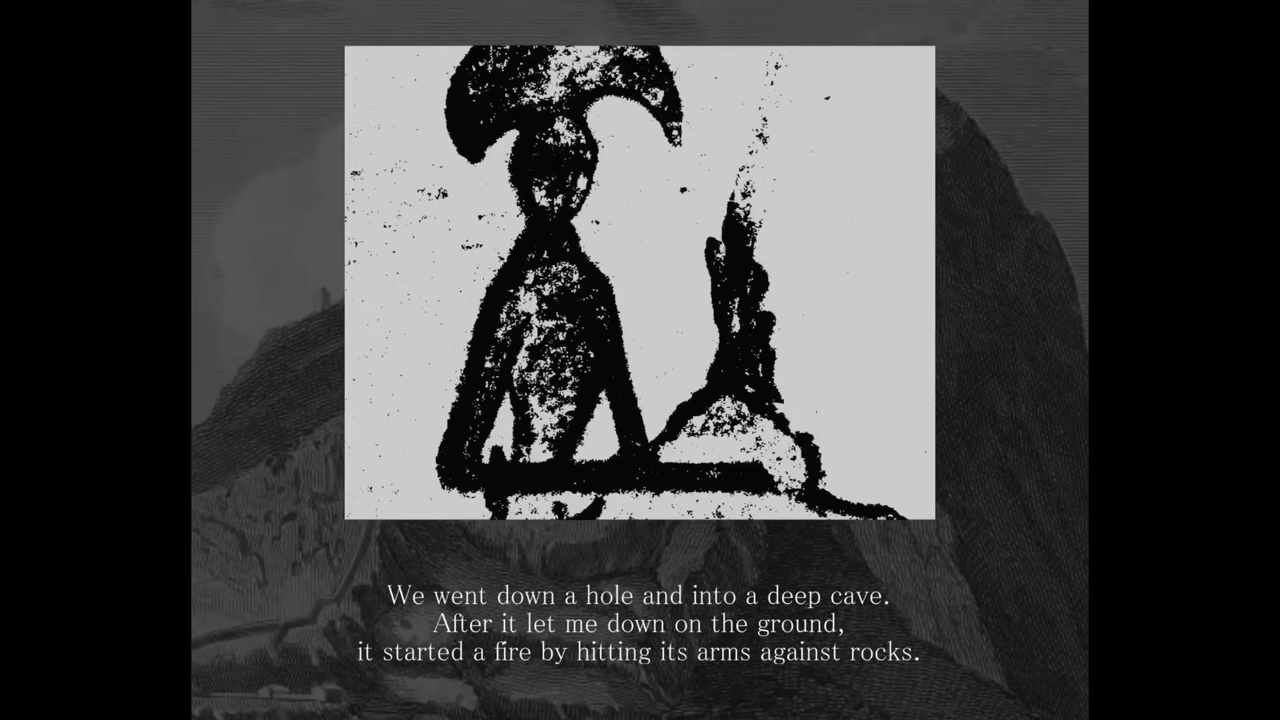 We went down a hole and into a deep cave.
After it let me down on the ground,
it started a fire by hitting its arms against rocks.